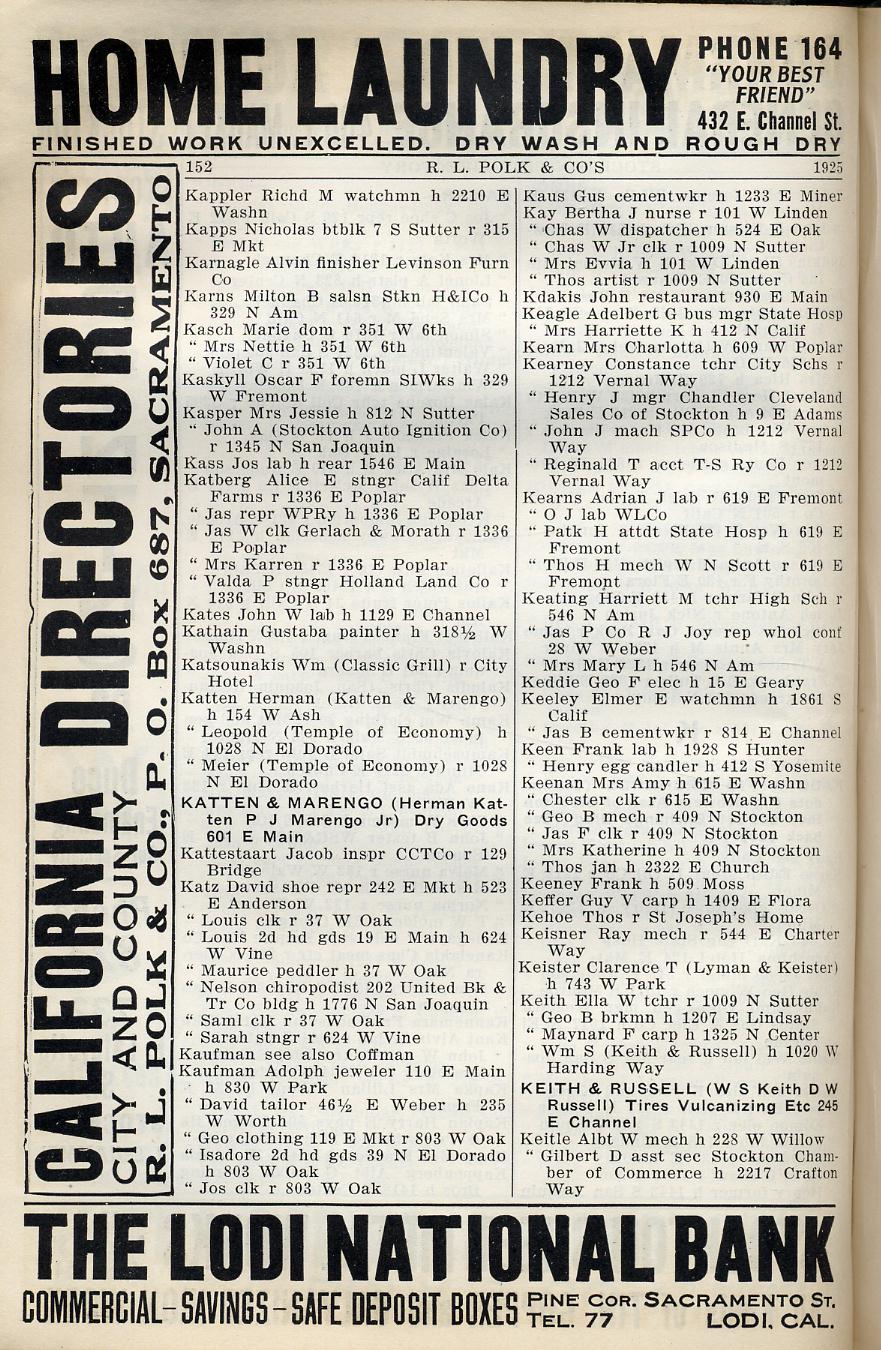 HOME LAUNDRY
PHONE 164
"YOUR BEST
FRIEND"
432 E. Channel St.
FINISHED WORK UNEXCELLED. DRY WASH AND ROUGH DRY
CALIFORNIA DIRECTORIES
CITY AND COUNTY
R. L. POLK & CO., P. O. Box 687, SACRAMENTO
152 R. L. POLK & CO'S 1925
Kappler Richd M watchmn h 2210 E
Washn
Kapps Nicholas btblk 7 S Sutter r 315
E Mkt
Karnagle Alvin finisher Levinson Furn
Co
Karns Milton B salsn Stkn H&ICo h
329 N Am
Kasch Marie dom r 351 W 6th
" Mrs Nettie h 351 W 6th
" Violet C r 351 W 6th
Kaskyll Oscar F foremn SIWks h 329
W Fremont
Kasper Mrs Jessie h 812 N Sutter
" John A (Stockton Auto Ignition Co)
r 1345 N San Joaquin
Kass Jos lab h rear 1546 E Main
Katberg Alice E stngr Calif Delta
Farms r 1336 E Poplar
" Jas repr WPRy h 1336 E Poplar
" Jas W clk Gerlach & Morath r 1336
E Poplar
" Mrs Karren r 1336 E Poplar
" Valda P stngr Holland Land Co r
1336 E Poplar
Kates John W lab h 1129 E Channel
Kathain Gustaba painter h 318½ W
Washn
Katsounakis Wm (Classic Grill) r City
Hotel
Katten Herman (Katten & Marengo)
h 154 W Ash
" Leopold (Temple of Economy) h
1028 N El Dorado
" Meier (Temple of Economy) r 1028
N El Dorado
KATTEN & MARENGO (Herman Kat-
ten P J Marengo Jr) Dry Goods
601 E Main
Kattestaart Jacob inspr CCTCo r 129
Bridge
Katz David shoe repr 242 E Mkt h 523
E Anderson
" Louis clk r 37 W Oak
" Louis 2d hd gds 19 E Main h 624
W Vine
" Maurice peddler h 37 W Oak
" Nelson chiropodist 202 United Bk &
Tr Co bldg h 1776 N San Joaquin
" Saml clk r 37 W Oak
" Sarah stngr r 624 W Vine
Kaufman see also Coffman
Kaufman Adolph jeweler 110 E Main
h 830 W Park
" David tailor 46½ E Weber h 235
W Worth
" Geo clothing 119 E Mkt r 803 W Oak
" Isadore 2d hd gds 39 N El Dorado
h 803 W Oak
" Jos clk r 803 W Oak
Kaus Gus cementwkr h 1233 E Miner
Kay Bertha J nurse r 101 W Linden
" Chas W dispatcher h 524 E Oak
" Chas W Jr clk r 1009 N Sutter
" Mrs Evvia h 101 W Linden
" Thos artist r 1009 N Sutter
Kdakis John restaurant 930 E Main
Keagle Adelbert G bus mgr State Hosp
" Mrs Harriette K h 412 N Calif
Kearn Mrs Charlotta h 609 W Poplar
Kearney Constance tchr City Schs r
1212 Vernal Way
" Henry J mgr Chandler Cleveland
Sales Co of Stockton h 9 E Adams
" John J mach SPCo h 1212 Vernal
Way
" Reginald T acct T-S Ry Co r 1212
Vernal Way
Kearns Adrian J lab r 619 E Fremont
" O J lab WLCo
" Patk H attdt State Hosp h 619 E
Fremont
" Thos H mech W N Scott r 619 E
Fremont
Keating Harriett M tchr High Sch r
546 N Am
" Jas P Co R J Joy rep whol conf
28 W Weber
" Mrs Mary L h 546 N Am
Keddie Geo F elec h 15 E Geary
Keeley Elmer E watchmn h 1861 S
Calif
" Jas B cementwkr r 814 E Channel
Keen Frank lab h 1928 S Hunter
" Henry egg candler h 412 S Yosemite
Keenan Mrs Amy h 615 E Washn
" Chester clk r 615 E Washn
" Geo B mech r 409 N Stockton
" Jas F clk r 409 N Stockton
" Mrs Katherine h 409 N Stockton
" Thos jan h 2322 E Church
Keeney Frank h 509 Moss
Keffer Guy V carp h 1409 E Flora
Kehoe Thos r St Joseph's Home
Keisner Ray mech r 544 E Charter
Way
Keister Clarence T (Lyman & Keister)
h 743 W Park
Keith Ella W tchr r 1009 N Sutter
" Geo B brkmn h 1207 E Lindsay
" Maynard F carp h 1325 N Center
" Wm S (Keith & Russell) h 1020 W
Harding Way
KEITH & RUSSELL (W S Keith D W
Russell) Tires Vulcanizing Etc 245
E Channel
Keitle Albt W mech h 228 W Willow
" Gilbert D asst sec Stockton Cham-
ber of Commerce h 2217 Crafton
Way
THE LODI NATIONAL BANK
COMMERCIAL-SAVINGS-SAFE DEPOSIT BOXES
PINE COR. SACRAMENTO ST.
TEL. 77 LODI, CAL.